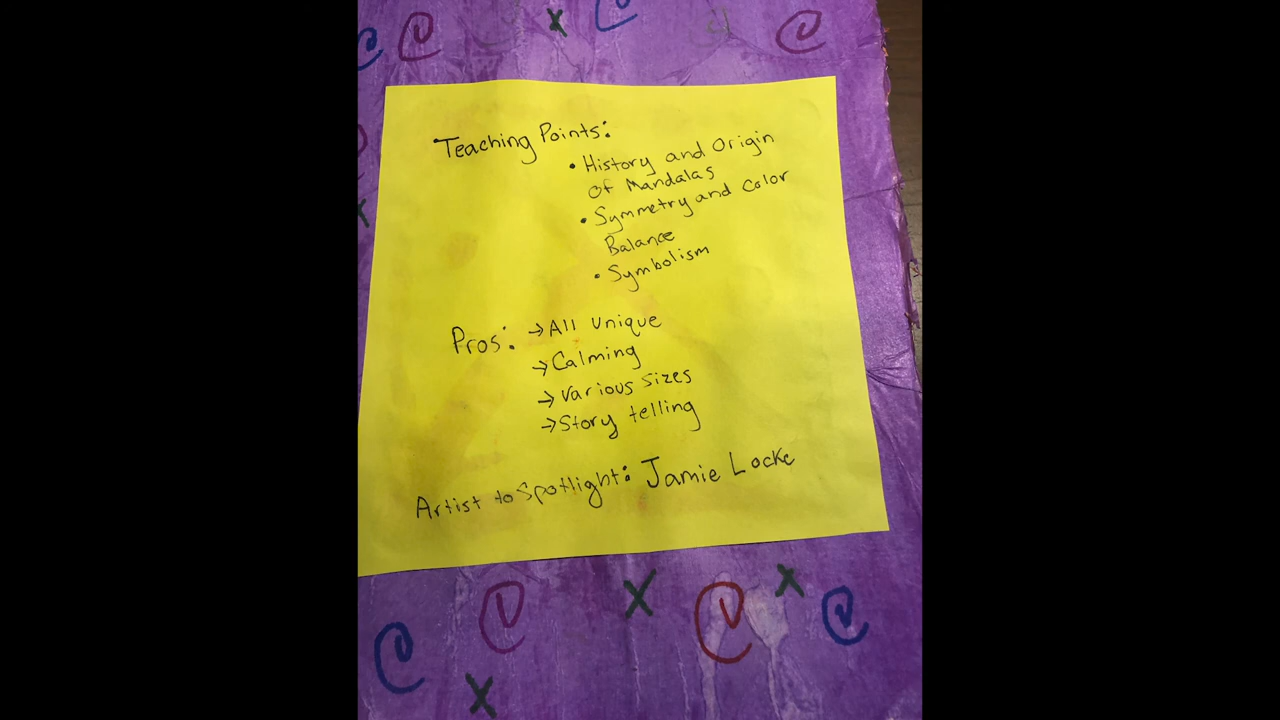 Teaching Points:
• History and Origin
of Mandalas
• Symmetry and Color
Balance
• Symbolism
Pros: → All Unique
→ Calming
→ Various Sizes
→ Story telling
Artist to Spotlight: Jamie Locke